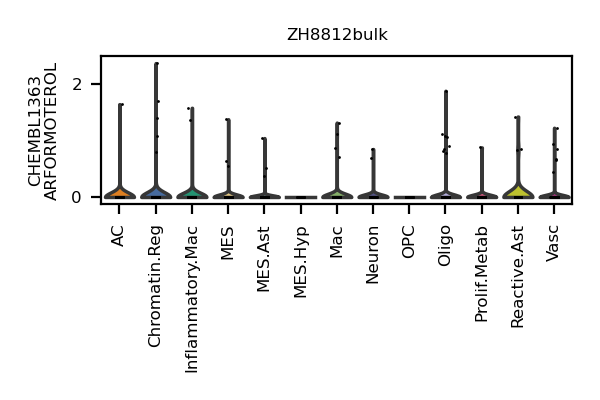 ZH8812bulk
CHEMBL1363
ARFORMOTEROL
2
0
AC
Chromatin.Reg
Inflammatory.Mac
MES
MES.Ast
MES.Hyp
Mac
Neuron
OPC
Oligo
Prolif.Metab
Reactive.Ast
Vasc